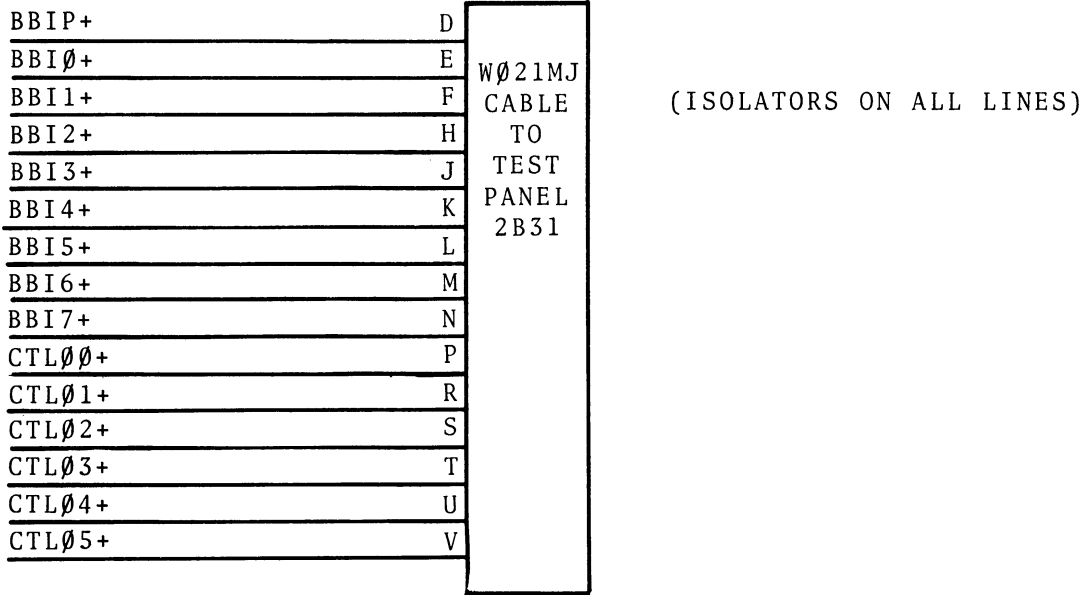 BBIP+ D
BBIØ+ E
BBI1+ F
BBI2+ H
BBI3+ J
BBI4+ K
BBI5+ L
BBI6+ M
BBI7+ N
CTLØØ+ P
CTLØ1+ R
CTLØ2+ S
CTLØ3+ T
CTLØ4+ U
CTLØ5+ V
WØ21MJ
CABLE
TO
TEST
PANEL
2B31
(ISOLATORS ON ALL LINES)